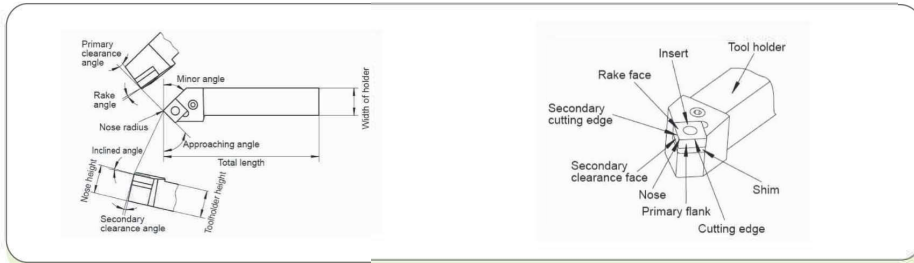 Primary
clearance
angle
Minor angle
Rake
angle
Nose radius
Width of holder
Approaching angle
Total length
Inclined angle
Nose height
Toolholder height
Secondary
clearance angle
Insert
Tool holder
Rake face
Secondary
cutting edge
Secondary
clearance face
Nose
Shim
Primary flank
Cutting edge